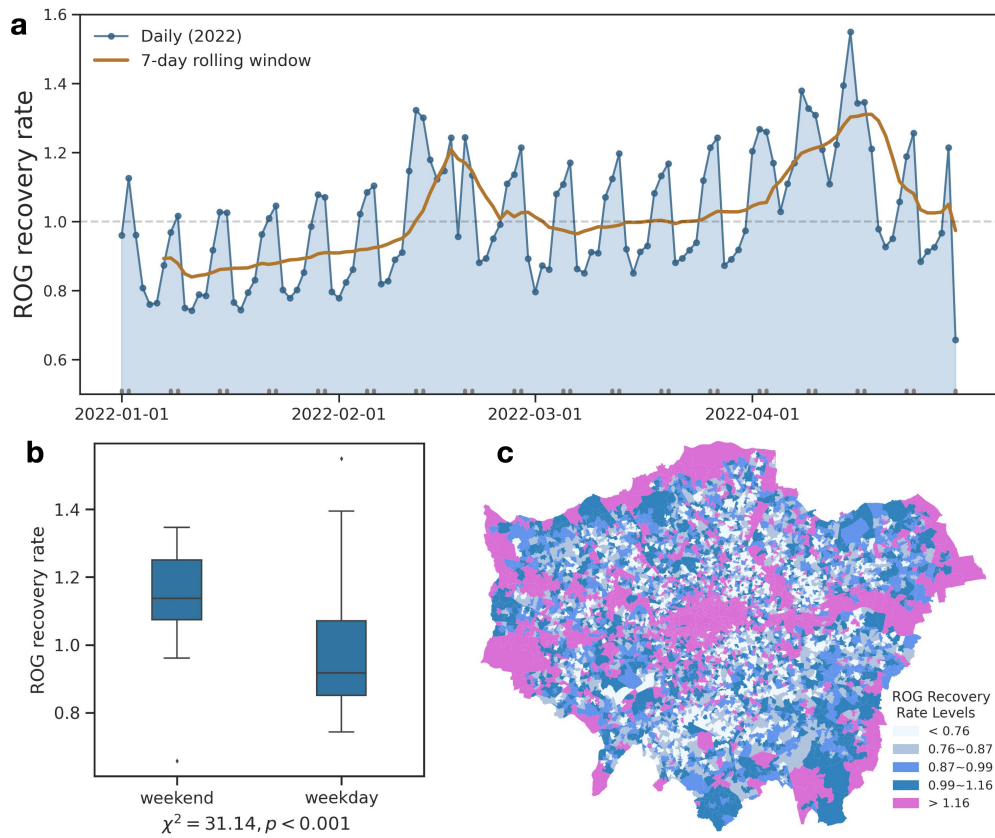 a
1.6
1.4
1.2
1.0
0.8
0.6
ROG recovery rate
Daily (2022)
7-day rolling window
2022-01-01 2022-02-01 2022-03-01 2022-04-01
b
1.4
1.2
1.0
0.8
ROG recovery rate
weekend weekday
χ² = 31.14, p < 0.001
c
ROG Recovery
Rate Levels
< 0.76
0.76~0.87
0.87~0.99
0.99~1.16
> 1.16